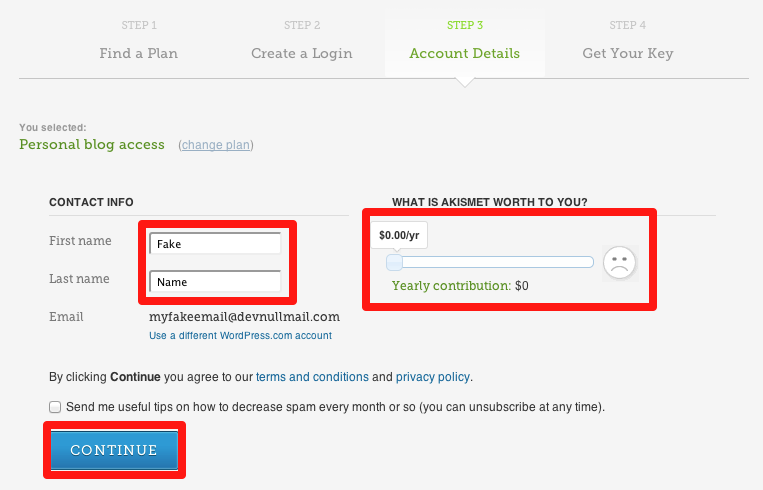 STEP 1
Find a Plan
STEP 2
Create a Login
STEP 3
Account Details
STEP 4
Get Your Key
You selected:
Personal blog access (change plan)
CONTACT INFO
First name Fake
Last name Name
Email myfakeemail@devnullmail.com
Use a different WordPress.com account
WHAT IS AKISMET WORTH TO YOU?
$0.00/yr
Yearly contribution: $0
By clicking Continue you agree to our terms and conditions and privacy policy.
Send me useful tips on how to decrease spam every month or so (you can unsubscribe at any time).
CONTINUE